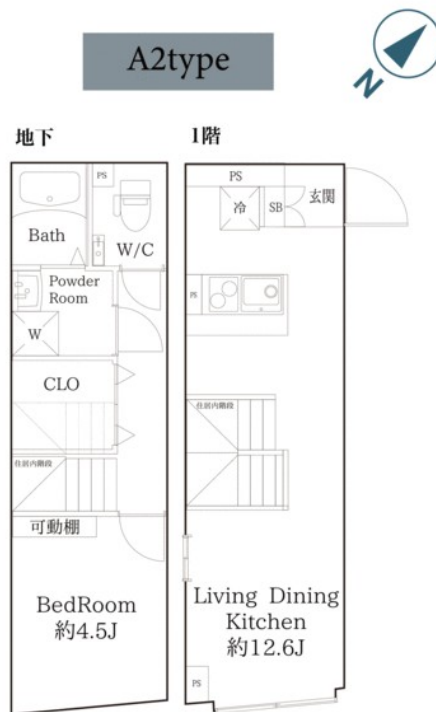 A2type
N
地下
1階
PS
Bath
W/C
Powder
Room
W
CLO
住居内階段
可動棚
BedRoom
約4.5J
PS
冷
SB
玄関
PS
住居内階段
Living Dining
Kitchen
約12.6J
PS